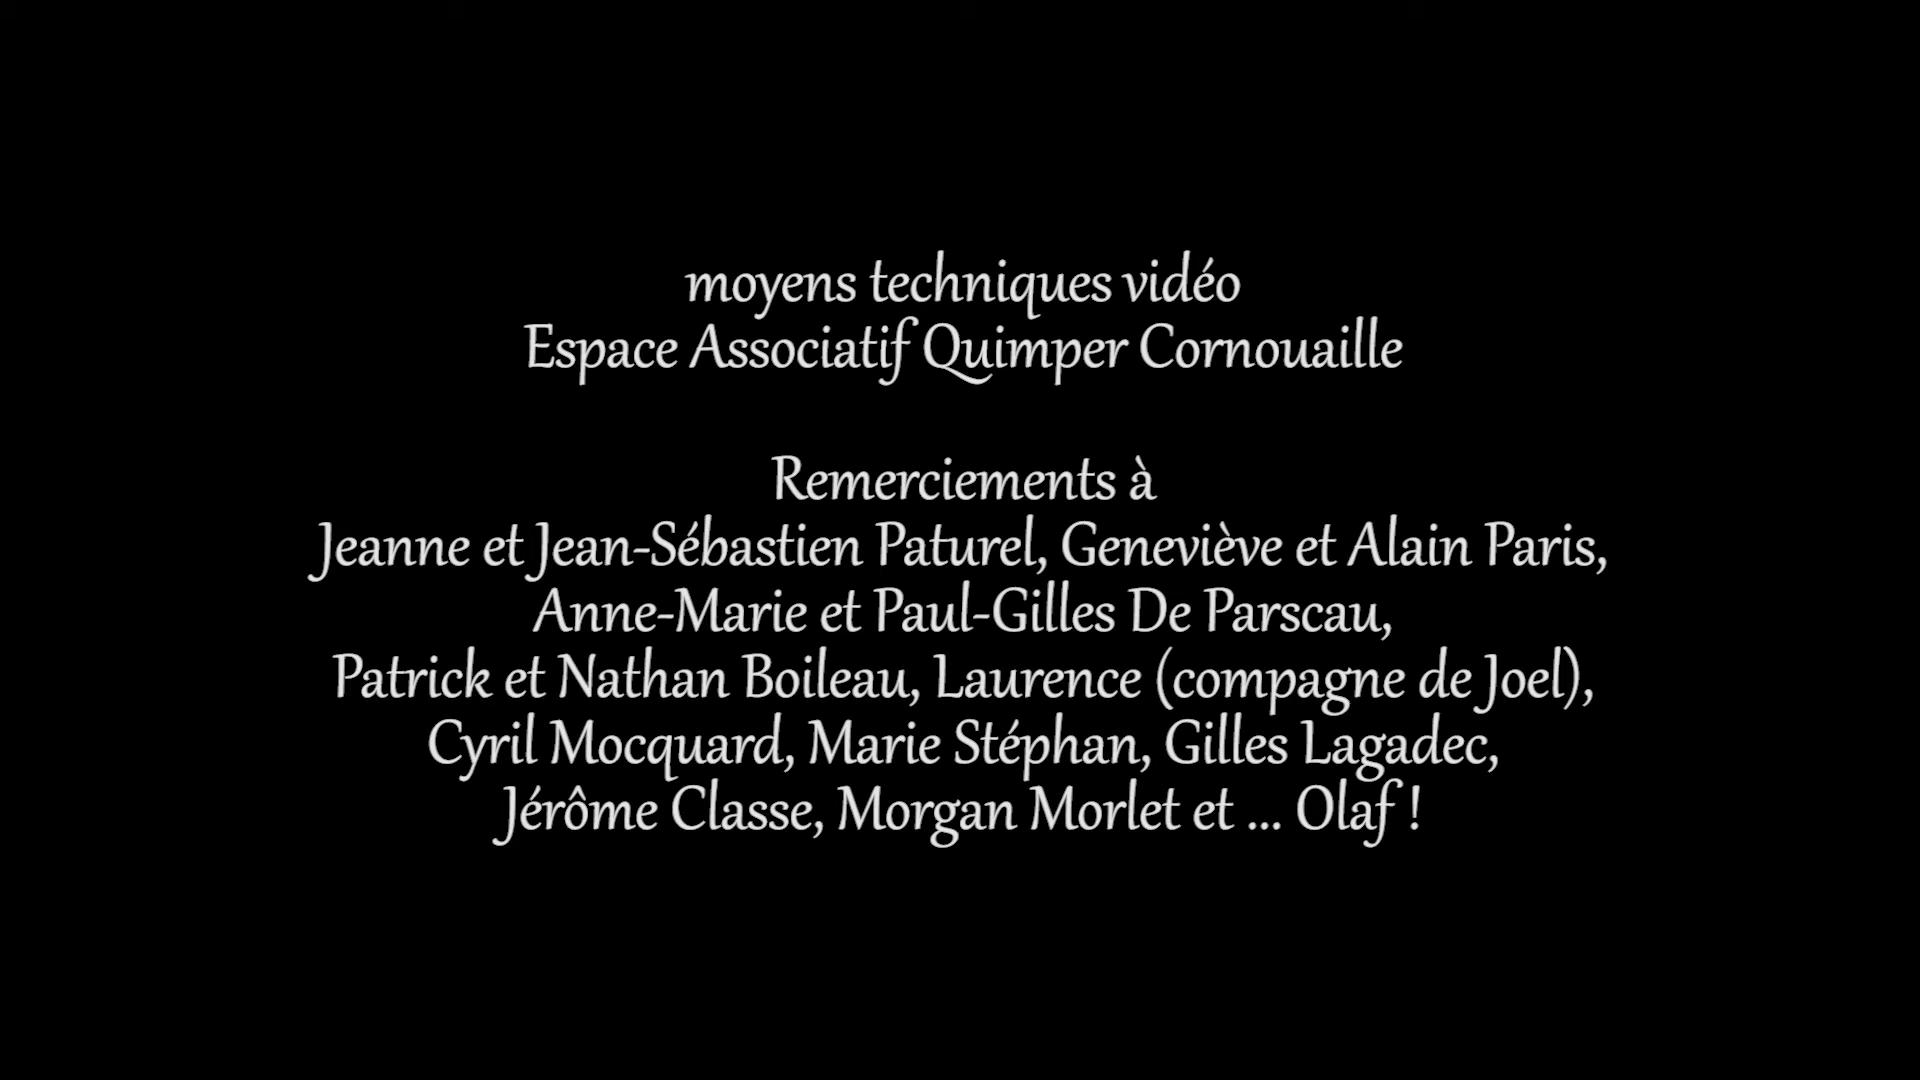 moyens techniques vidéo
Espace Associatif Quimper Cornouaille
Remerciements à
Jeanne et Jean-Sébastien Paturel, Geneviève et Alain Paris,
Anne-Marie et Paul-Gilles De Parscau,
Patrick et Nathan Boileau, Laurence (compagne de Joel),
Cyril Mocquard, Marie Stéphan, Gilles Lagadec,
Jérôme Classe, Morgan Morlet et ... Olaf !